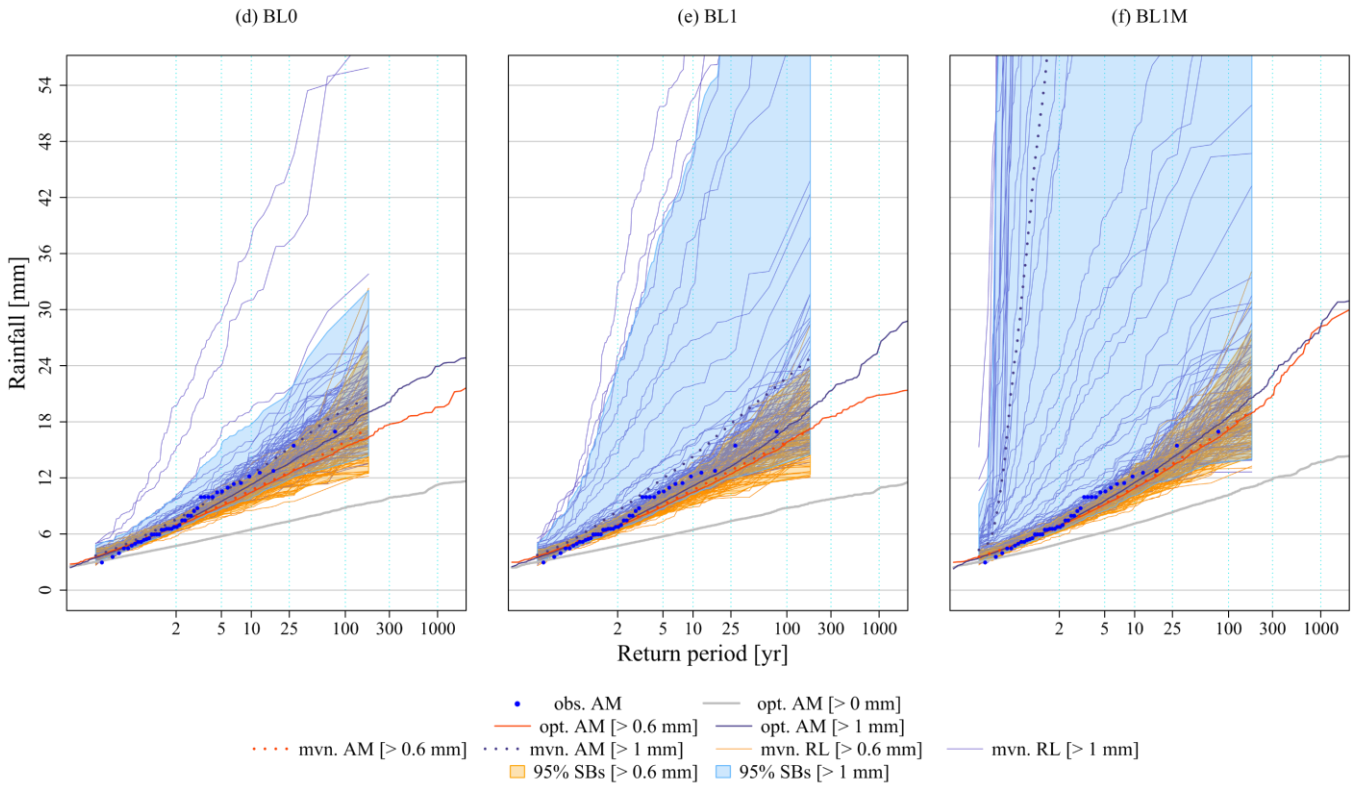 (d) BL0 (e) BL1 (f) BL1M
54
48
42
36
30
24
18
12
6
0
Rainfall [mm]
2 5 10 25 100 300 1000 2 5 10 25 100 300 1000 2 5 10 25 100 300 1000
Return period [yr]
obs. AM opt. AM [> 0 mm]
opt. AM [> 0.6 mm] opt. AM [> 1 mm]
mvn. AM [> 0.6 mm] mvn. AM [> 1 mm] mvn. RL [> 0.6 mm] mvn. RL [> 1 mm]
95% SBs [> 0.6 mm] 95% SBs [> 1 mm]